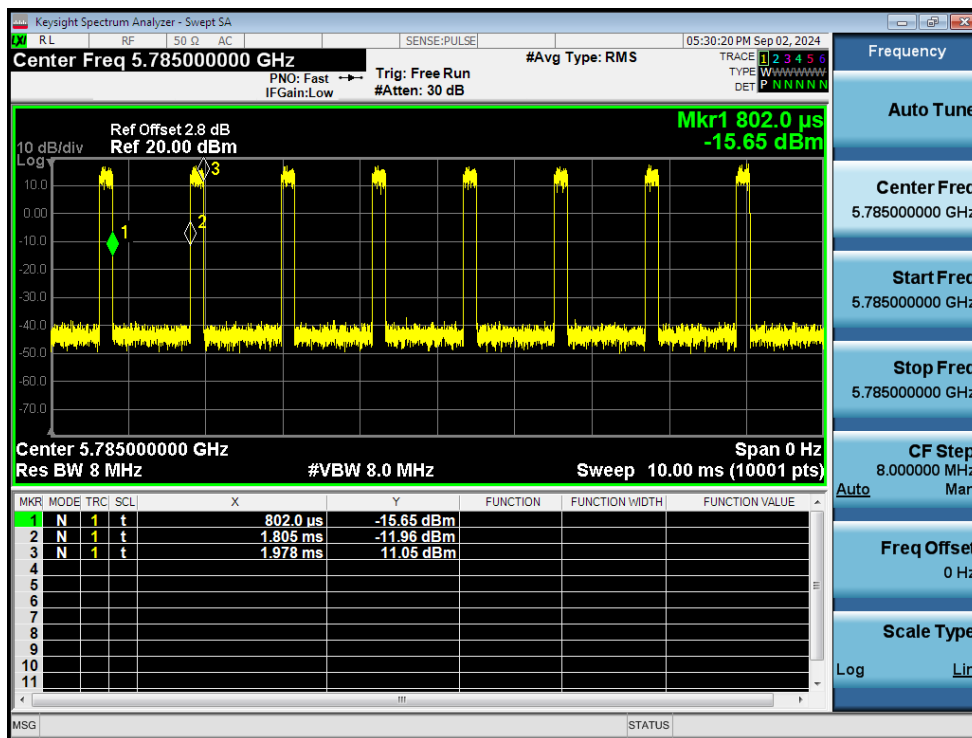 Keysight Spectrum Analyzer - Swept SA
LXI RL RF 50 Ω AC SENSE:PULSE 05:30:20 PM Sep 02, 2024
Center Freq 5.785000000 GHz
PNO: Fast
IFGain:Low
Trig: Free Run
#Atten: 30 dB
#Avg Type: RMS
TRACE 1 2 3 4 5 6
TYPE WWWWWW
DET P N N N N N
Mkr1 802.0 µs
-15.65 dBm
Ref Offset 2.8 dB
10 dB/div Ref 20.00 dBm
Log
10.0
0.00
-10.0
-20.0
-30.0
-40.0
-50.0
-60.0
-70.0
1
2
3
Center 5.785000000 GHz Span 0 Hz
Res BW 8 MHz #VBW 8.0 MHz Sweep 10.00 ms (10001 pts)
MKR MODE TRC SCL X Y FUNCTION FUNCTION WIDTH FUNCTION VALUE
1 N 1 t 802.0 µs -15.65 dBm
2 N 1 t 1.805 ms -11.96 dBm
3 N 1 t 1.978 ms 11.05 dBm
4
5
6
7
8
9
10
11
MSG STATUS
Frequency
Auto Tune
Center Freq
5.785000000 GHz
Start Freq
5.785000000 GHz
Stop Freq
5.785000000 GHz
CF Step
8.000000 MHz
Auto Man
Freq Offset
0 Hz
Scale Type
Log Lin